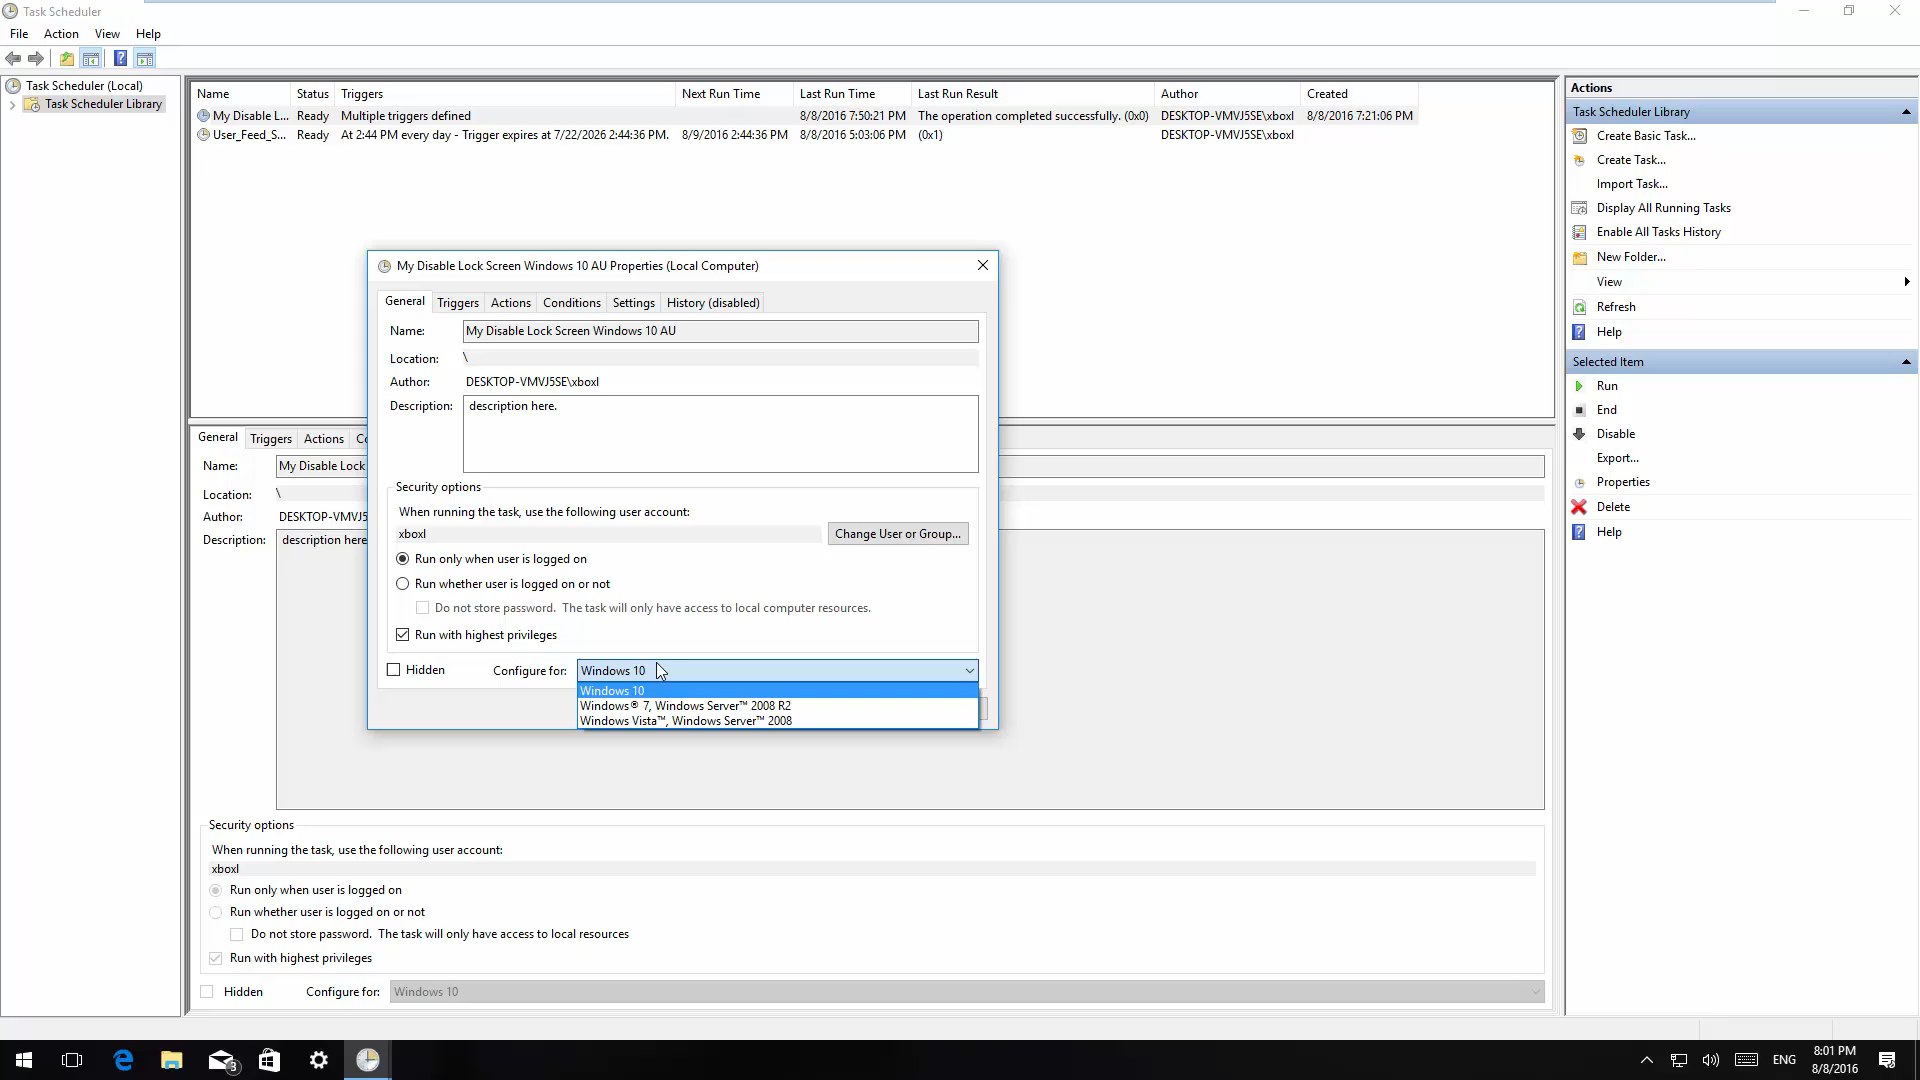 Task Scheduler
File Action View Help
Task Scheduler (Local)
Task Scheduler Library
Name Status Triggers Next Run Time Last Run Time Last Run Result Author Created
My Disable L... Ready Multiple triggers defined 8/8/2016 7:50:21 PM The operation completed successfully. (0x0) DESKTOP-VMVJ5SE\xboxl 8/8/2016 7:21:06 PM
User_Feed_S... Ready At 2:44 PM every day - Trigger expires at 7/22/2026 2:44:36 PM. 8/9/2016 2:44:36 PM 8/8/2016 5:03:06 PM (0x1) DESKTOP-VMVJ5SE\xboxl
My Disable Lock Screen Windows 10 AU Properties (Local Computer)
General Triggers Actions Conditions Settings History (disabled)
Name: My Disable Lock Screen Windows 10 AU
Location: \
Author: DESKTOP-VMVJ5SE\xboxl
Description: description here.
Security options
When running the task, use the following user account:
xboxl Change User or Group...
Run only when user is logged on
Run whether user is logged on or not
Do not store password. The task will only have access to local computer resources.
Run with highest privileges
Hidden Configure for: Windows 10
Windows 10
Windows® 7, Windows Server™ 2008 R2
Windows Vista™, Windows Server™ 2008
General Triggers Actions
Name: My Disable Lock
Location: \
Author: DESKTOP-VMVJ5
Description: description here
Security options
When running the task, use the following user account:
xboxl
Run only when user is logged on
Run whether user is logged on or not
Do not store password. The task will only have access to local resources
Run with highest privileges
Hidden Configure for: Windows 10
Actions
Task Scheduler Library
Create Basic Task...
Create Task...
Import Task...
Display All Running Tasks
Enable All Tasks History
New Folder...
View
Refresh
Help
Selected Item
Run
End
Disable
Export...
Properties
Delete
Help
3
ENG
8:01 PM
8/8/2016